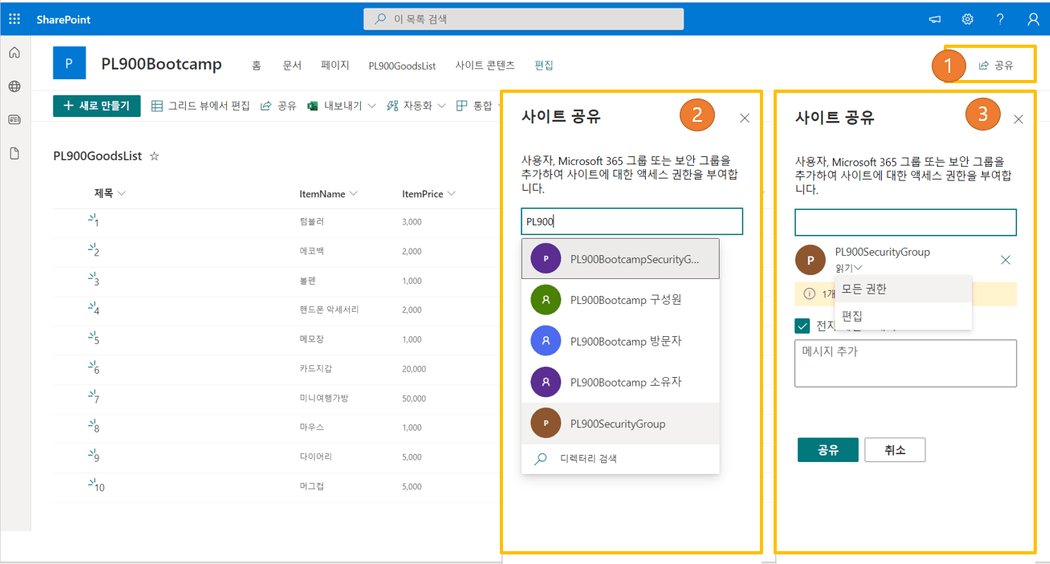 SharePoint
이 목록 검색
P
PL900Bootcamp
홈
문서
페이지
PL900GoodsList
사이트 콘텐츠
편집
1
공유
+ 새로 만들기
그리드 뷰에서 편집
공유
내보내기
자동화
통합
PL900GoodsList
제목
ItemName
ItemPrice
1
텀블러
3,000
2
에코백
2,000
3
볼펜
1,000
4
핸드폰 악세서리
2,000
5
메모장
1,000
6
카드지갑
20,000
7
미니여행가방
50,000
8
마우스
1,000
9
다이어리
5,000
10
머그컵
5,000
사이트 공유
2
사용자, Microsoft 365 그룹 또는 보안 그룹을
추가하여 사이트에 대한 액세스 권한을 부여합
니다.
PL900
P
PL900BootcampSecurityG...
A
PL900Bootcamp 구성원
A
PL900Bootcamp 방문자
A
PL900Bootcamp 소유자
P
PL900SecurityGroup
디렉터리 검색
사이트 공유
3
사용자, Microsoft 365 그룹 또는 보안 그룹을
추가하여 사이트에 대한 액세스 권한을 부여합
니다.
P
PL900SecurityGroup
읽기
모든 권한
편집
메시지 추가
공유
취소